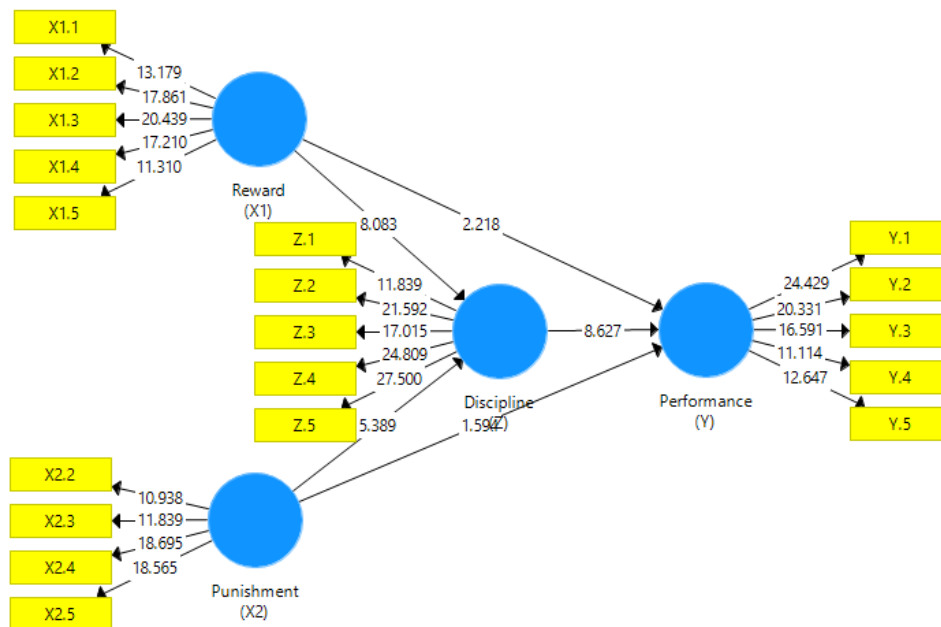 X1.1
X1.2
X1.3
X1.4
X1.5
13.179
17.861
20.439
17.210
11.310
Reward
(X1)
8.083
2.218
Z.1
Z.2
Z.3
Z.4
Z.5
11.839
21.592
17.015
24.809
27.500
Discipline
(Z)
8.627
5.389
Y.1
Y.2
Y.3
Y.4
Y.5
24.429
20.331
16.591
11.114
12.647
Performance
(Y)
X2.2
X2.3
X2.4
X2.5
10.938
11.839
18.695
18.565
Punishment
(X2)